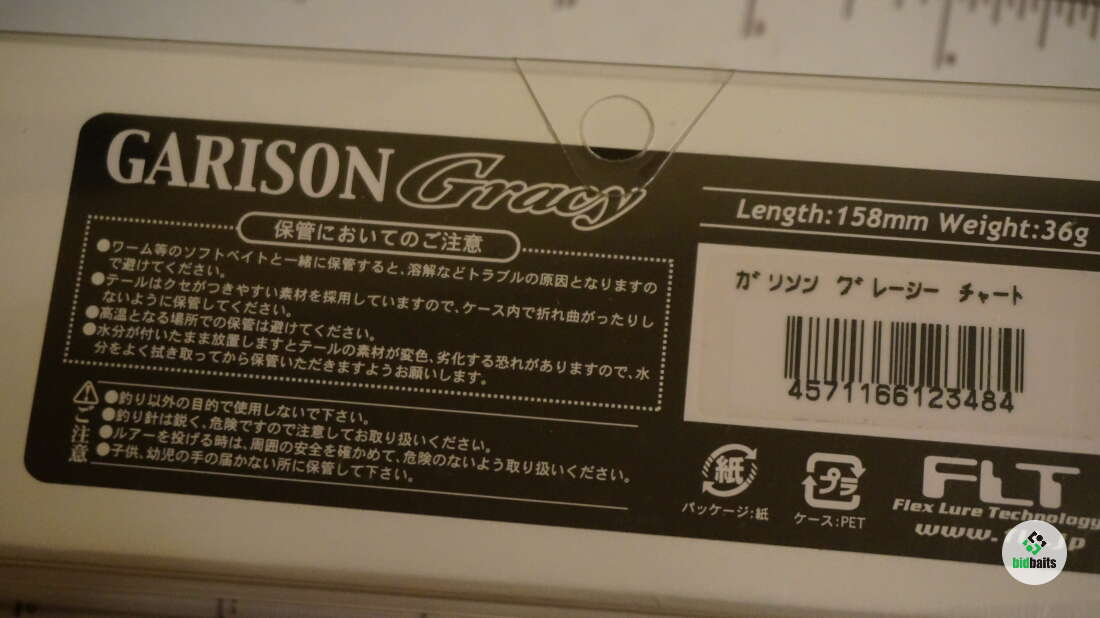 GARISON Gracy
Length:158mm Weight:36g
保管においてのご注意
●ワーム等のソフトベイトと一緒に保管すると、溶解などトラブルの原因となりますの
で避けてください。
●テールはクセがつきやすい素材を採用していますので、ケース内で折れ曲がったりし
ないように保管してください。
●高温となる場所での保管は避けてください。
●水分が付いたまま放置しますとテールの素材が変色、劣化する恐れがありますので、水
分をよく拭き取ってから保管いただきますようお願いします。
ガリソン グレーシー チャート
4571166123484
ご注意
●釣り以外の目的で使用しないで下さい。
●釣り針は鋭く、危険ですので注意してお取り扱いください。
●ルアーを投げる時は、周囲の安全を確かめて、危険のないよう取り扱いください。
●子供、幼児の手の届かない所に保管して下さい。
紙
パッケージ:紙
プラ
ケース:PET
FLT
Flex Lure Technology
bidbaits